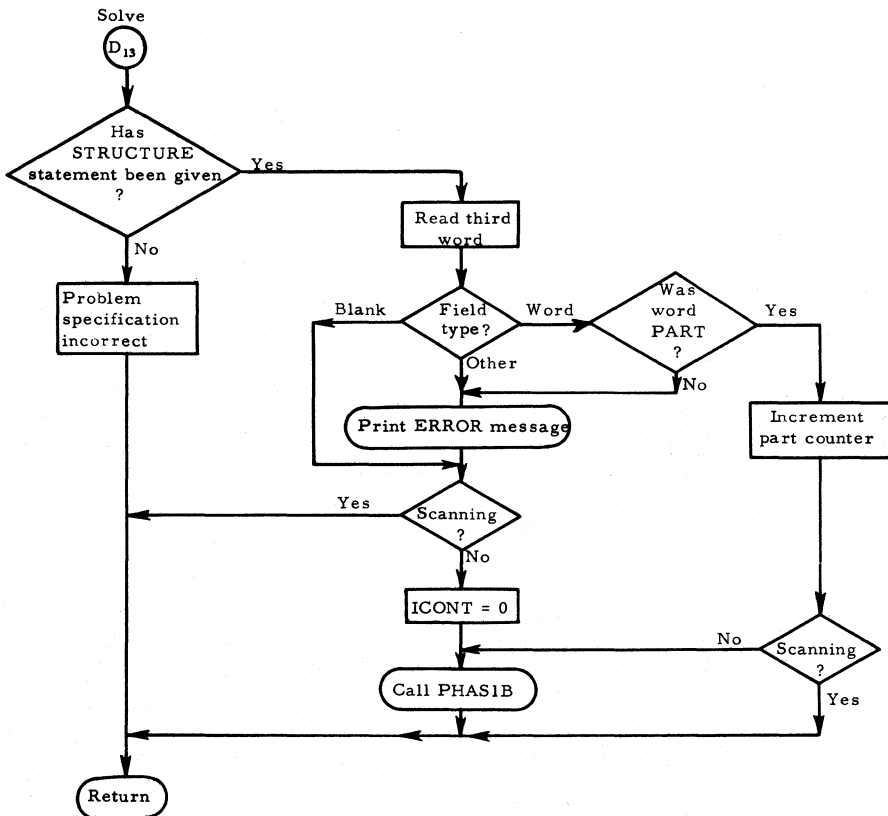 Solve
D13
Has
STRUCTURE
statement been given
?
Yes
No
Read third
word
Problem
specification
incorrect
Blank
Field
type?
Word
Was
word
PART
?
Yes
Other
No
Print ERROR message
Increment
part counter
Yes
Scanning
?
No
ICONT = 0
No
Scanning
?
Call PHAS1B
Yes
Return